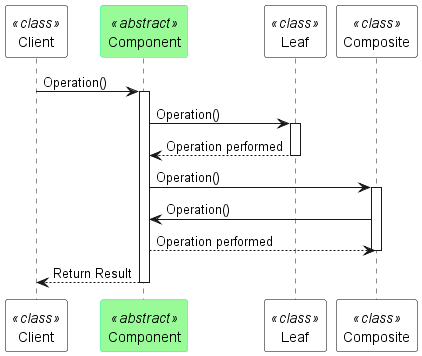 «class» «abstract» «class» «class»
Client Component Leaf Composite
Operation()
Operation()
Operation performed
Operation()
Operation()
Operation performed
Return Result
«class» «abstract» «class» «class»
Client Component Leaf Composite